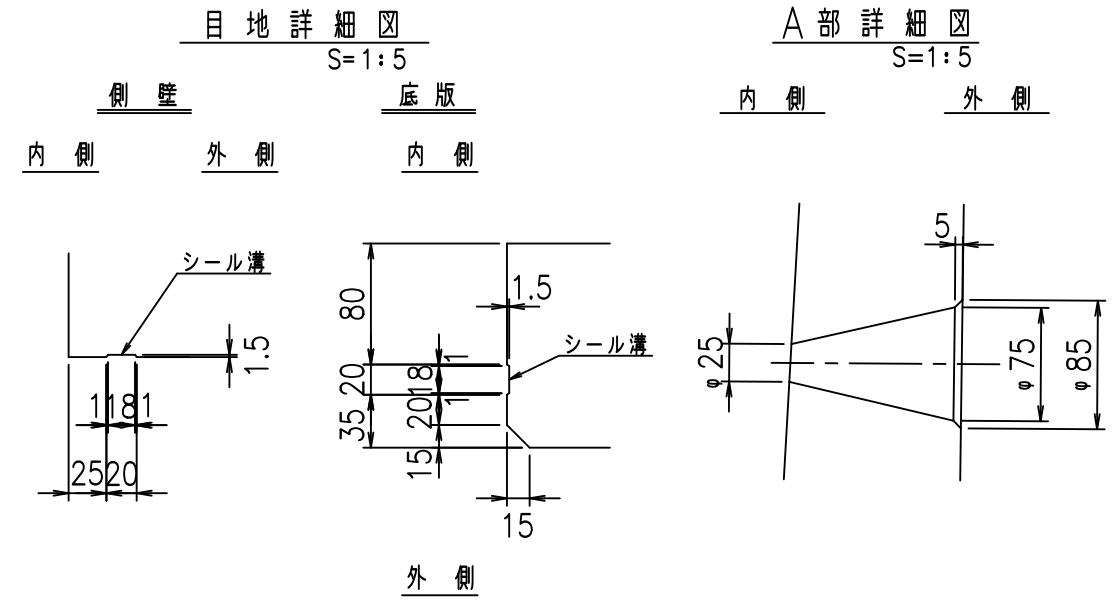 目地詳細図
S=1:5
側壁
内側
外側
シール溝
1.5
1 18 1
25 20
底版
内側
80
20
35
1
18
1
20
15
1.5
シール溝
15
外側
A部詳細図
S=1:5
内側
外側
5
φ25
φ75
φ85